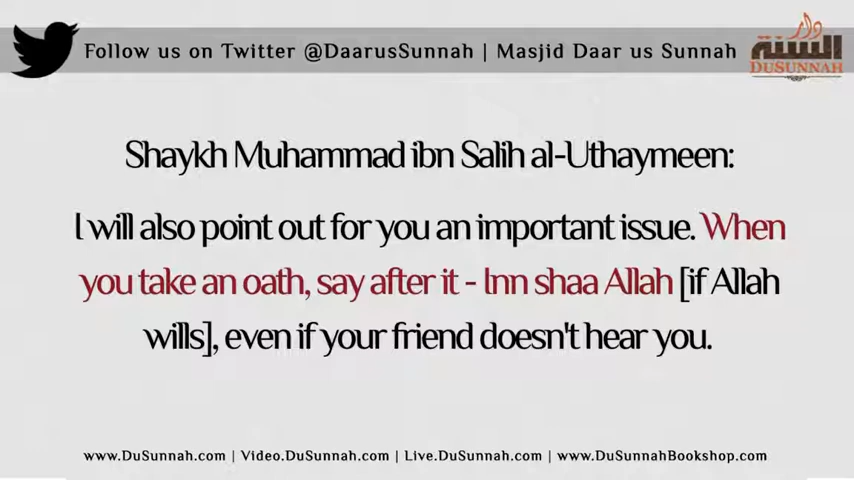 Follow us on Twitter @DaarusSunnah | Masjid Daar us Sunnah
دار
السنة
DUSUNNAH
Shaykh Muhammad ibn Salih al-Uthaymeen:
I will also point out for you an important issue. When
you take an oath, say after it - Inn shaa Allah [if Allah
wills], even if your friend doesn't hear you.
www.DuSunnah.com | Video.DuSunnah.com | Live.DuSunnah.com | www.DuSunnahBookshop.com